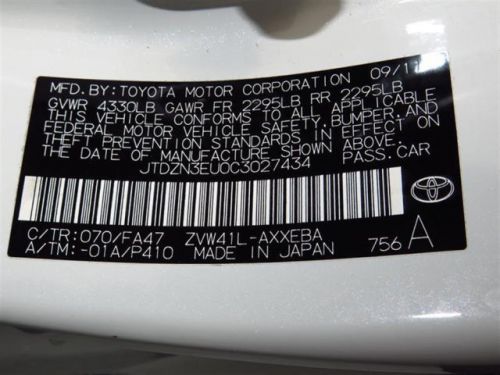 MFD. BY: TOYOTA MOTOR CORPORATION 09/11
GVWR 4330LB GAWR FR 2295LB RR 2295LB
THIS VEHICLE CONFORMS TO ALL APPLICABLE
FEDERAL MOTOR VEHICLE SAFETY, BUMPER, AND
THEFT PREVENTION STANDARDS IN EFFECT ON
THE DATE OF MANUFACTURE SHOWN ABOVE.
JTDZN3EU0C3027434 PASS. CAR
C/TR: 070/FA47 ZVW41L-AXXEBA
A/TM: -01A/P410 MADE IN JAPAN 756 A